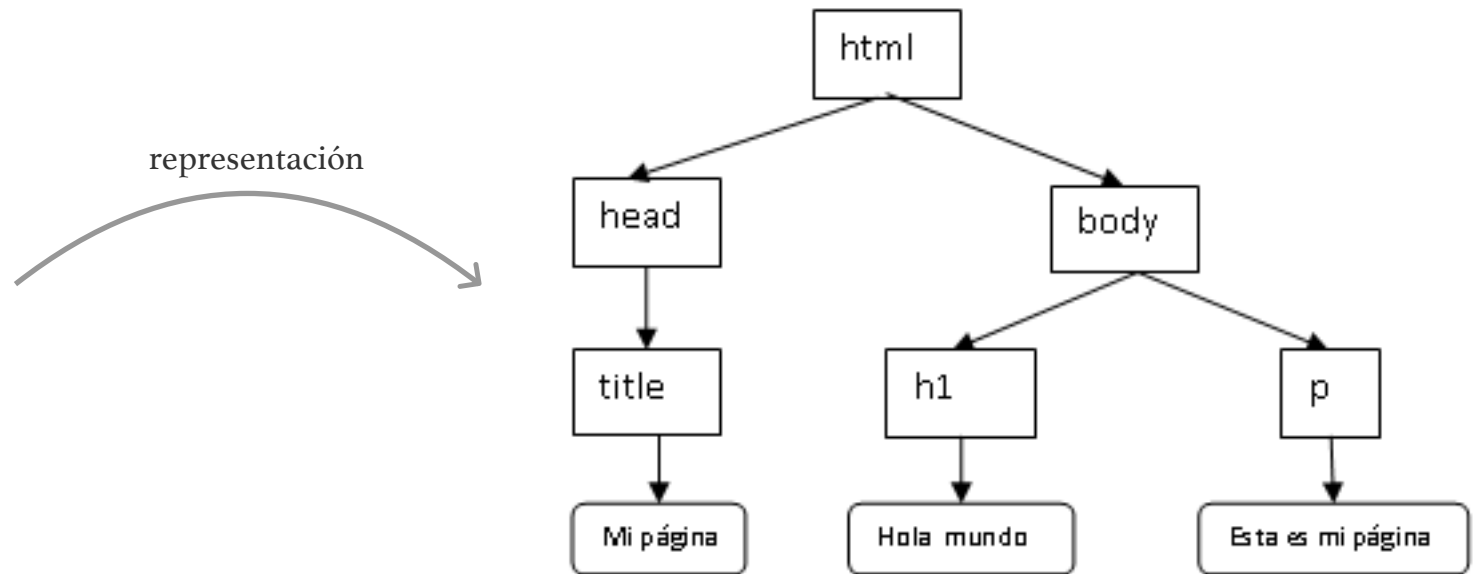 html
representación
head
body
title
h1
p
Mi página
Hola mundo
Esta es mi página